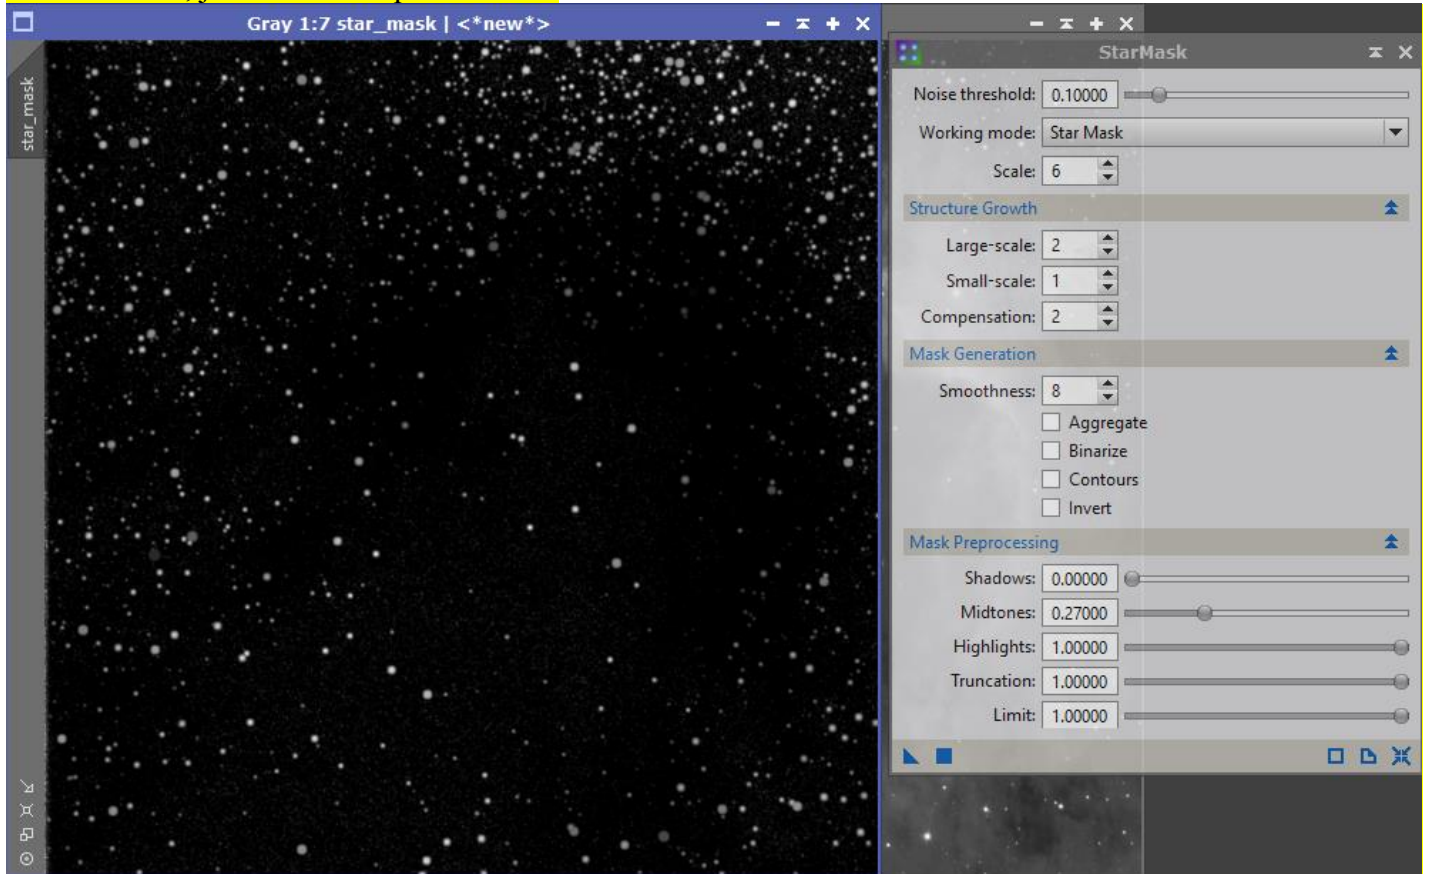 Gray 1:7 star_mask | <*new*>
star_mask
StarMask
Noise threshold: 0.10000
Working mode: Star Mask
Scale: 6
Structure Growth
Large-scale: 2
Small-scale: 1
Compensation: 2
Mask Generation
Smoothness: 8
Aggregate
Binarize
Contours
Invert
Mask Preprocessing
Shadows: 0.00000
Midtones: 0.27000
Highlights: 1.00000
Truncation: 1.00000
Limit: 1.00000